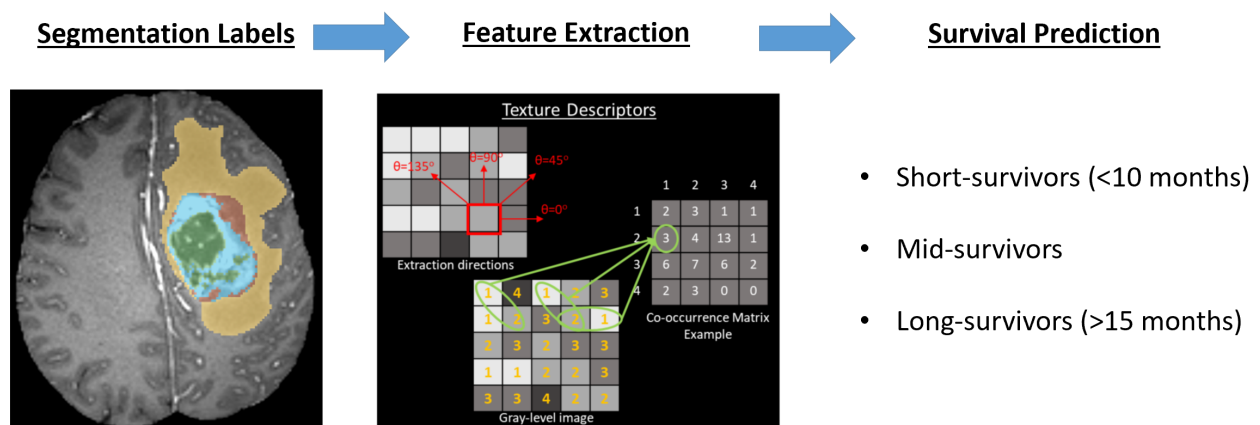 Segmentation Labels
Feature Extraction
Survival Prediction
Texture Descriptors
θ=135°
θ=90°
θ=45°
θ=0°
Extraction directions
1 2 3 4
1 2 3 1 1
2 3 4 13 1
3 6 7 6 2
4 2 3 0 0
Co-occurrence Matrix
Example
1 4 1 2 3
1 2 3 2 1
2 3 2 3 3
1 1 2 2 3
3 3 4 2 2
Gray-level image
• Short-survivors (<10 months)
• Mid-survivors
• Long-survivors (>15 months)